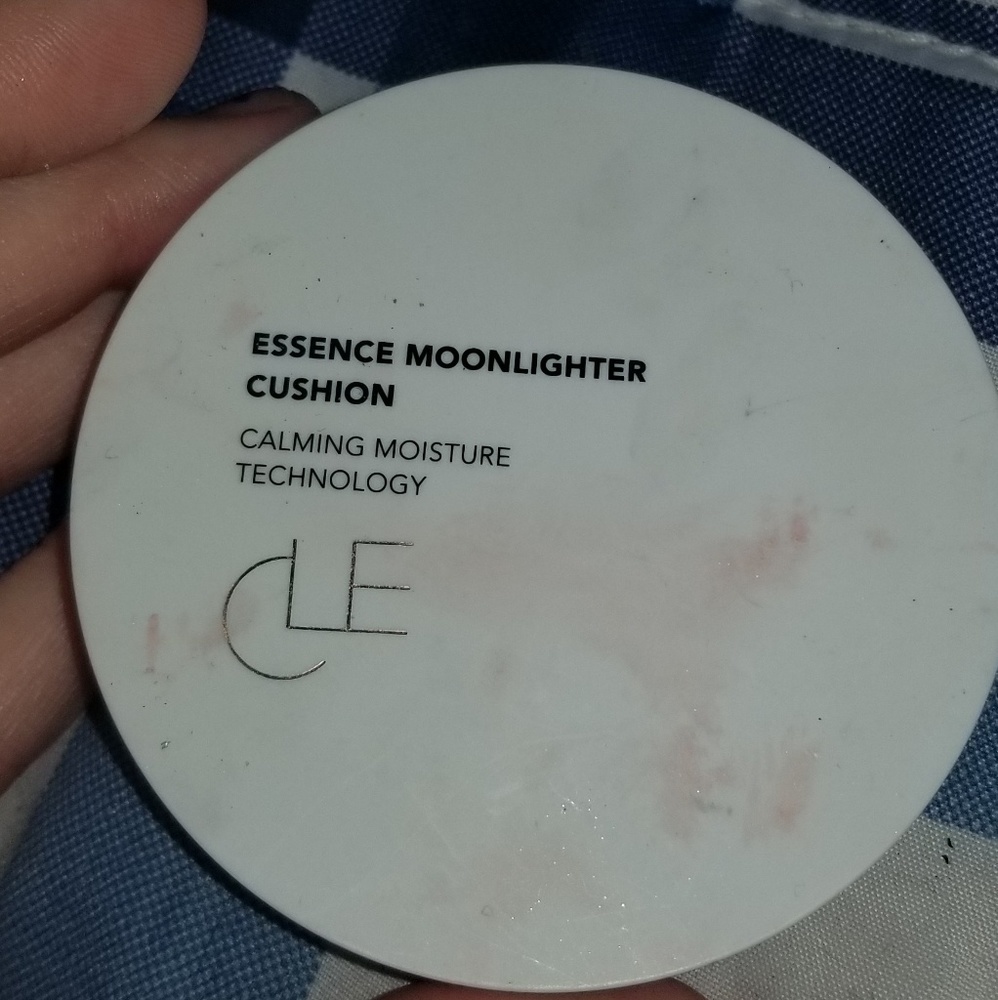 ESSENCE MOONLIGHTER
CUSHION
CALMING MOISTURE
TECHNOLOGY
CLE